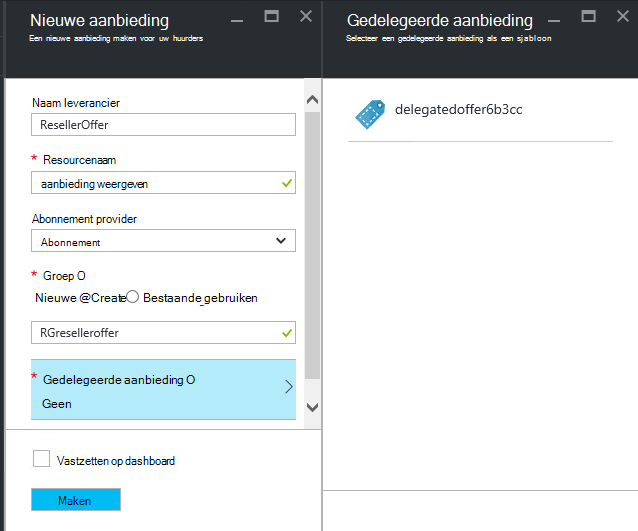 Nieuwe aanbieding
Een nieuwe aanbieding maken voor uw huurders
Naam leverancier
ResellerOffer
* Resourcenaam
aanbieding weergeven
Abonnement provider
Abonnement
* Groep O
Nieuwe @Create Bestaande_gebruiken
RGreselleroffer
* Gedelegeerde aanbieding O
Geen
Vastzetten op dashboard
Maken
Gedelegeerde aanbieding
Selecteer een gedelegeerde aanbieding als een sjabloon
delegatedoffer6b3cc